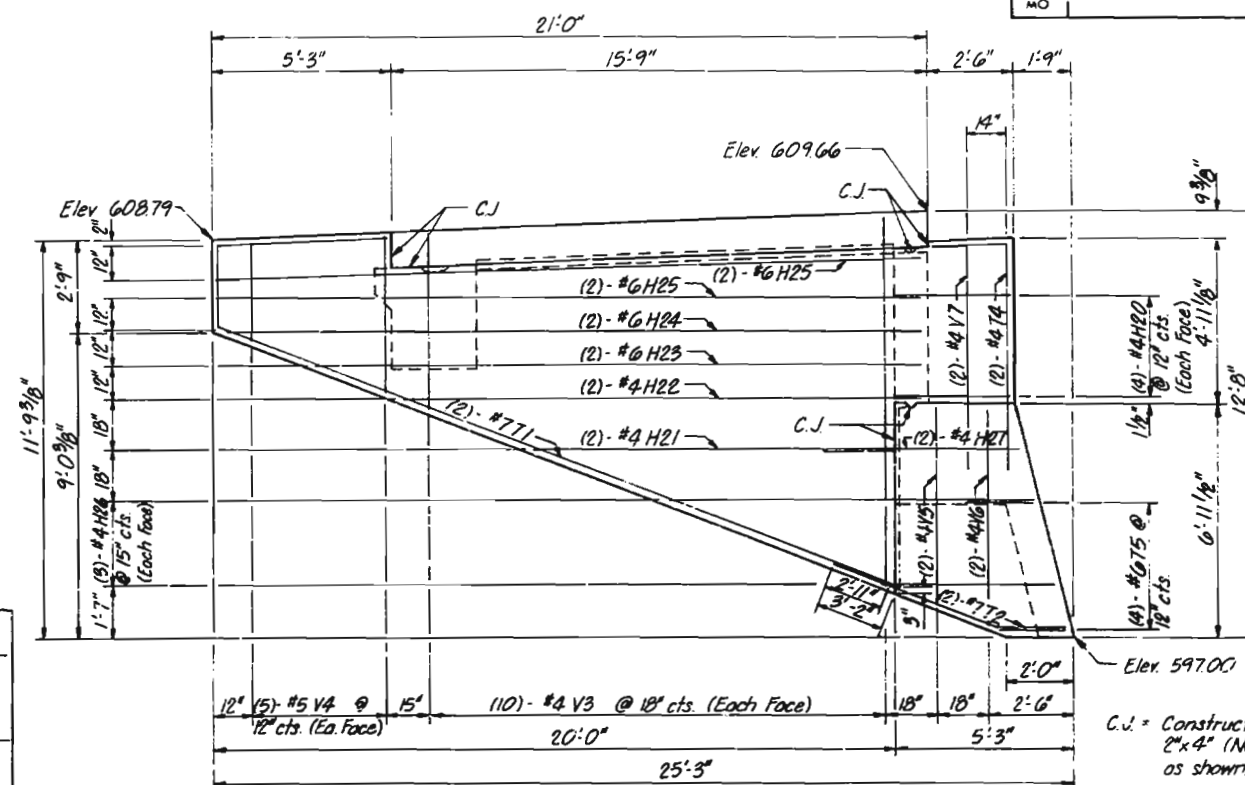 MO
21'-0"
5'-3"
15'-9"
2'-6"
1'-9"
14"
Elev. 609.66
9 3/8"
Elev 608.79
C.J
C.J.
2"
12"
2'-9"
12"
12"
12"
18"
18"
11'-9 3/8"
9'-0 3/8"
(3)- #4 H26
@ 15" cts.
(Each Face)
1'-7"
(2)- #6 H25
(2)- #6 H25
(2)- #6 H24
(2)- #6 H23
(2)- #4 H22
(2)- #7 T1
(2)- #4 H21
C.J.
(2)- #4 H27
(2)- #4 V7
(2)- #4 T4
(4)- #4 H20
@ 12" cts.
(Each Face)
4'-11 1/8"
12'-8"
1 1/2"
6'-11 1/2"
(2)- #4 V5
(2)- #4 V6
(4)- #6 T5 @
12" cts.
2'-11"
3'-2"
3"
(2)- #7 T2
2'-0"
Elev. 597.00
12"
(5)- #5 V4 @
12" cts. (Ea. Face)
15"
(10)- #4 V3 @ 18" cts. (Each Face)
18"
18"
2'-6"
20'-0"
5'-3"
25'-3"
C.J. = Construc
2"x 4" (N
as shown